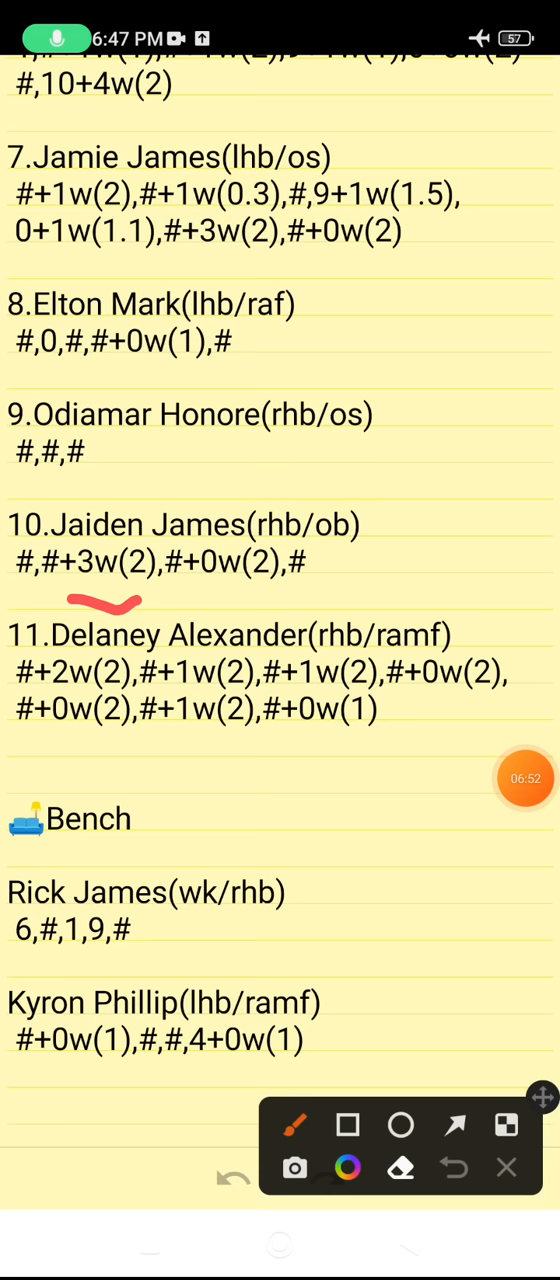 6:47 PM
57
#,10+4w(2)
7.Jamie James(lhb/os)
#+1w(2),#+1w(0.3),#,9+1w(1.5),
0+1w(1.1),#+3w(2),#+0w(2)
8.Elton Mark(lhb/raf)
#,0,#,#+0w(1),#
9.Odiamar Honore(rhb/os)
#,#,#
10.Jaiden James(rhb/ob)
#,#+3w(2),#+0w(2),#
11.Delaney Alexander(rhb/ramf)
#+2w(2),#+1w(2),#+1w(2),#+0w(2),
#+0w(2),#+1w(2),#+0w(1)
06:52
Bench
Rick James(wk/rhb)
6,#,1,9,#
Kyron Phillip(lhb/ramf)
#+0w(1),#,#,4+0w(1)